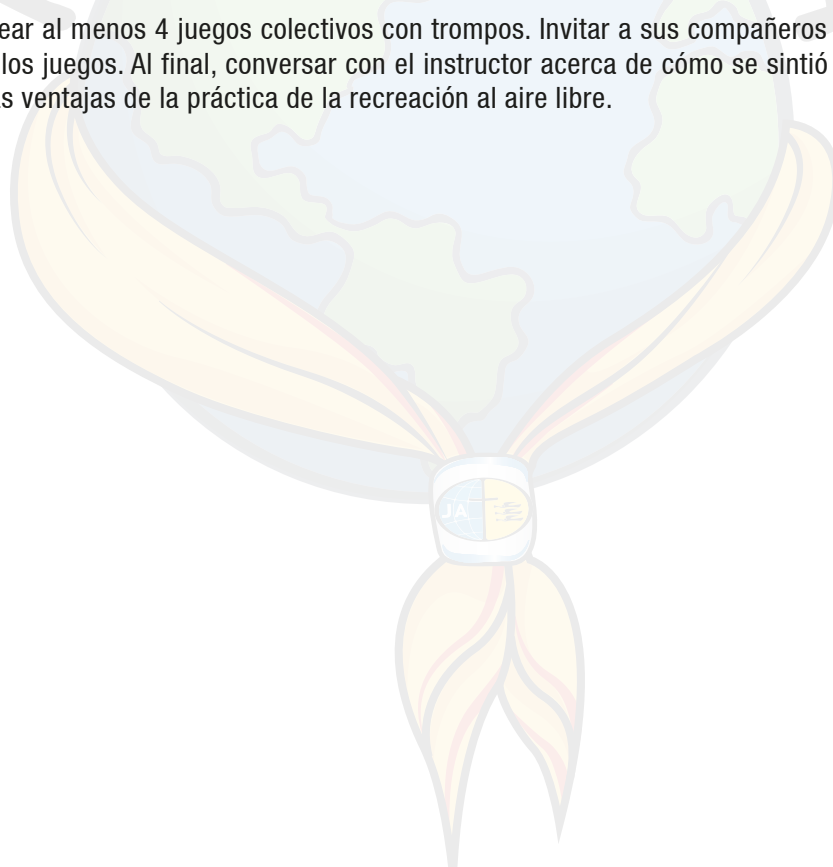 ear al menos 4 juegos colectivos con trompos. Invitar a sus compañeros
los juegos. Al final, conversar con el instructor acerca de cómo se sintió
s ventajas de la práctica de la recreación al aire libre.
JA